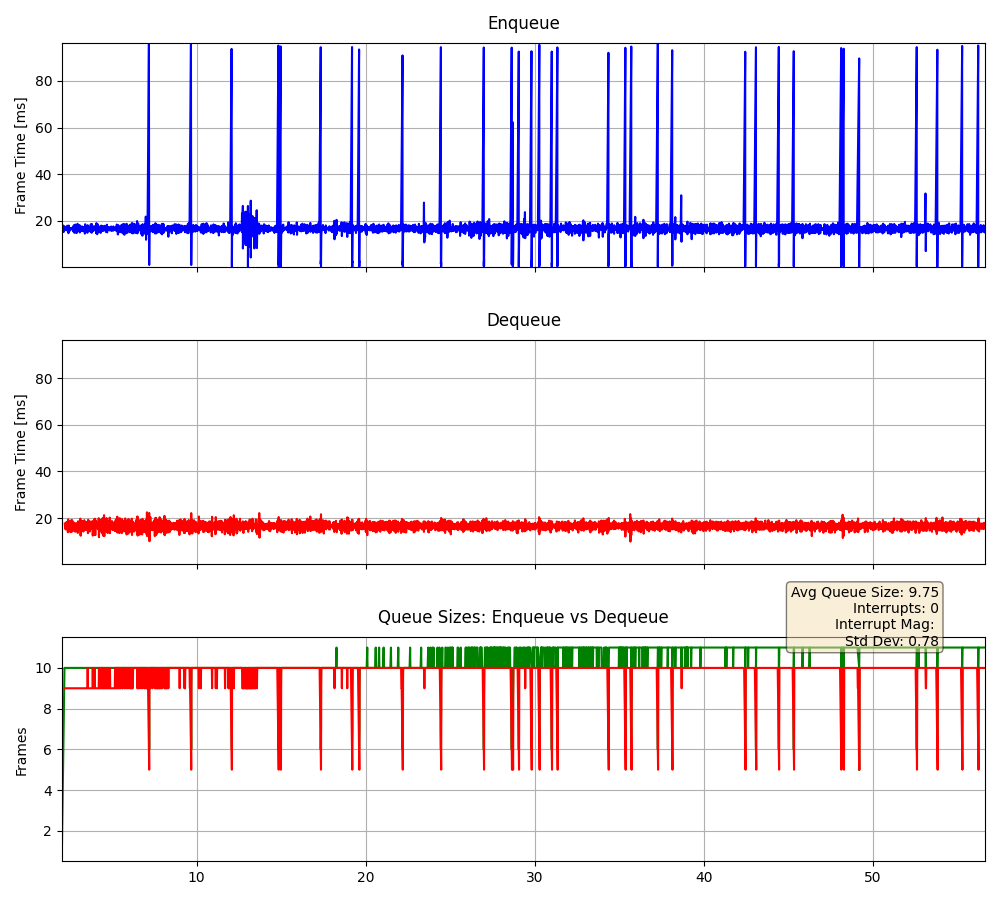 Enqueue
Frame Time [ms]
80
60
40
20
Dequeue
Frame Time [ms]
80
60
40
20
Avg Queue Size: 9.75
Interrupts: 0
Interrupt Mag:
Std Dev: 0.78
Queue Sizes: Enqueue vs Dequeue
Frames
10
8
6
4
2
10 20 30 40 50